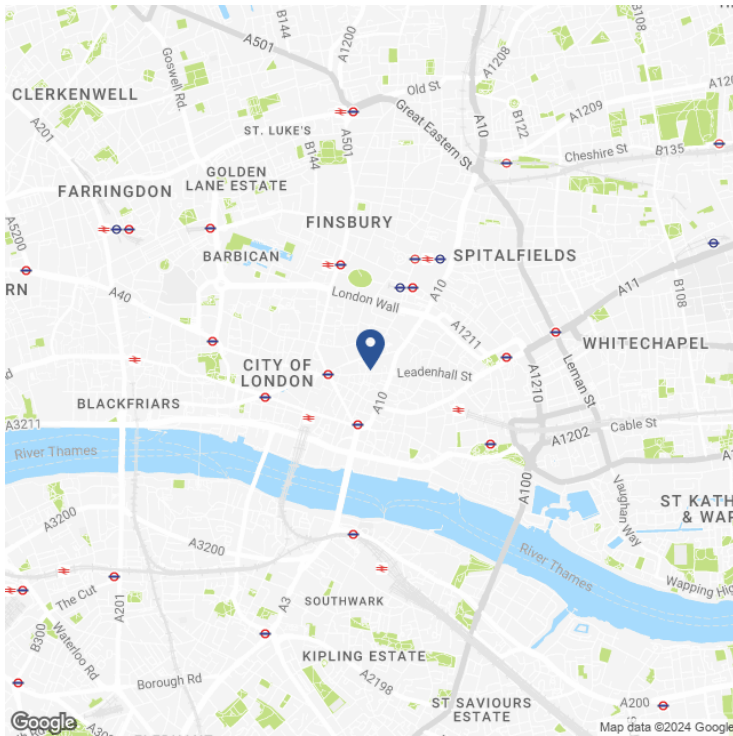 B144
A1200
A501
Goswell Rd.
A1208
A10
CLERKENWELL
Old St
A1209
A120
A201
Great Eastern St
B122
ST. LUKE'S
B144
A501
Cheshire St
B135
GOLDEN
LANE ESTATE
FARRINGDON
FINSBURY
A5200
BARBICAN
SPITALFIELDS
A10
A11
B108
RN
A40
London Wall
A1211
WHITECHAPEL
CITY OF
LONDON
Leadenhall St
A1210
Leman St
BLACKFRIARS
A10
A3211
Cable St
A1202
River Thames
A100
Vaughan Way
ST KATH
& WAP
A3200
A3200
River Thames
Wapping Hig
The Cut
A201
A3
SOUTHWARK
B300
Waterloo Rd
KIPLING ESTATE
Borough Rd
A2198
ST SAVIOURS
ESTATE
A200
Google
A30
Map data ©2024 Google